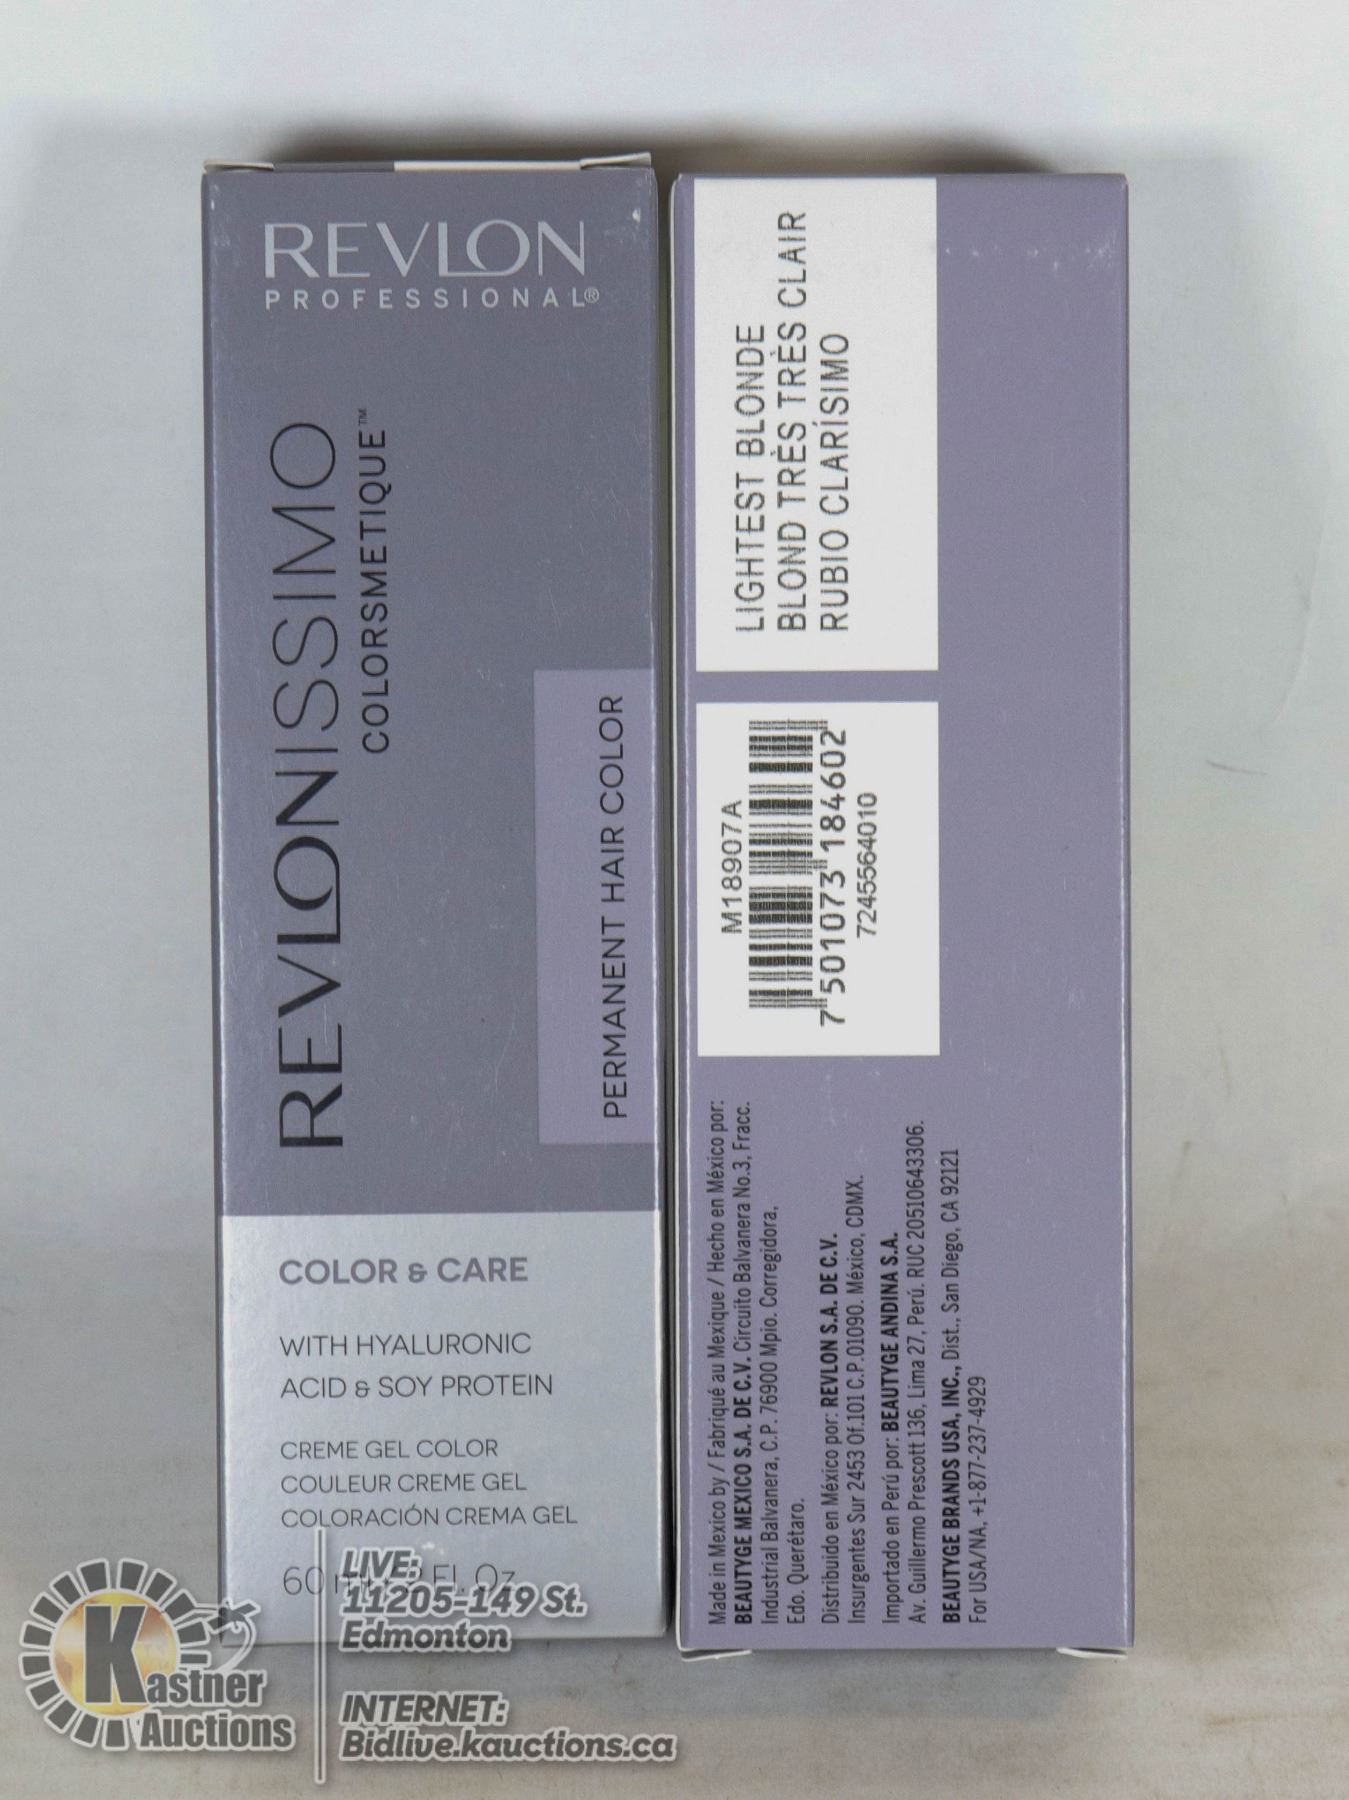 REVLON
PROFESSIONAL®
REVLONISSIMO
COLORSMETIQUE™
PERMANENT HAIR COLOR
COLOR & CARE
WITH HYALURONIC
ACID & SOY PROTEIN
CREME GEL COLOR
COULEUR CREME GEL
COLORACIÓN CREMA GEL
60 ml FL. Oz.
LIGHTEST BLONDE
BLOND TRÈS TRÈS CLAIR
RUBIO CLARÍSIMO
M18907A
7 501073 184602
7245564010
Made in Mexico by / Fabriqué au Mexique / Hecho en México por:
BEAUTYGE MEXICO S.A. DE C.V. Circuito Balvanera No.3, Fracc.
Industrial Balvanera, C.P. 76900 Mpio. Corregidora,
Edo. Querétaro.
Distribuido en México por: REVLON S.A. DE C.V.
Insurgentes Sur 2453 Of.101 C.P.01090. México, CDMX.
Importado en Perú por: BEAUTYGE ANDINA S.A.
Av. Guillermo Prescott 136, Lima 27, Perú. RUC 20510643306.
BEAUTYGE BRANDS USA, INC., Dist., San Diego, CA 92121
For USA/NA, +1-877-237-4929
Kastner
Auctions
LIVE:
11205-149 St.
Edmonton
INTERNET:
Bidlive.kauctions.ca